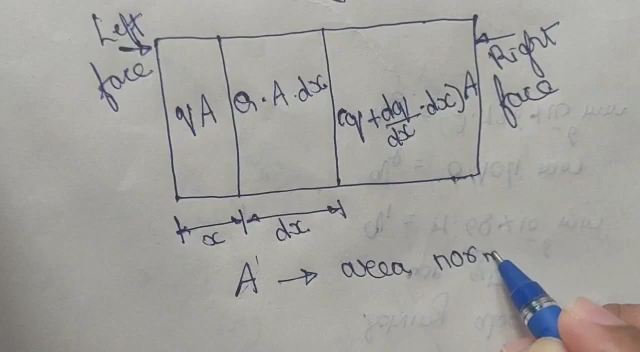 Left
face
qA
Q·A·dx
(q + dq/dx · dx)A
Right
face
x
dx
A → area norm